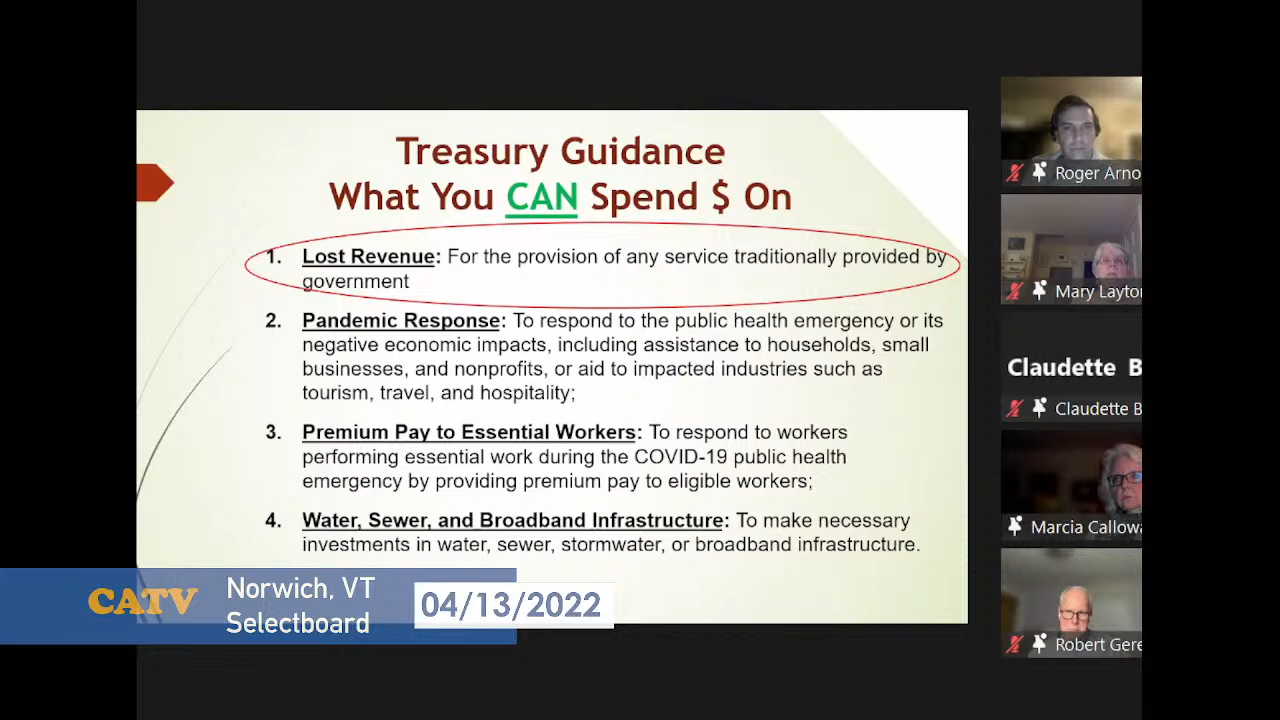 Treasury Guidance
What You CAN Spend $ On
1. Lost Revenue: For the provision of any service traditionally provided by
government
2. Pandemic Response: To respond to the public health emergency or its
negative economic impacts, including assistance to households, small
businesses, and nonprofits, or aid to impacted industries such as
tourism, travel, and hospitality;
3. Premium Pay to Essential Workers: To respond to workers
performing essential work during the COVID-19 public health
emergency by providing premium pay to eligible workers;
4. Water, Sewer, and Broadband Infrastructure: To make necessary
investments in water, sewer, stormwater, or broadband infrastructure.
CATV
Norwich, VT
Selectboard
04/13/2022
Roger Arno
Mary Layto
Claudette B
Claudette B
Marcia Callow
Robert Gere